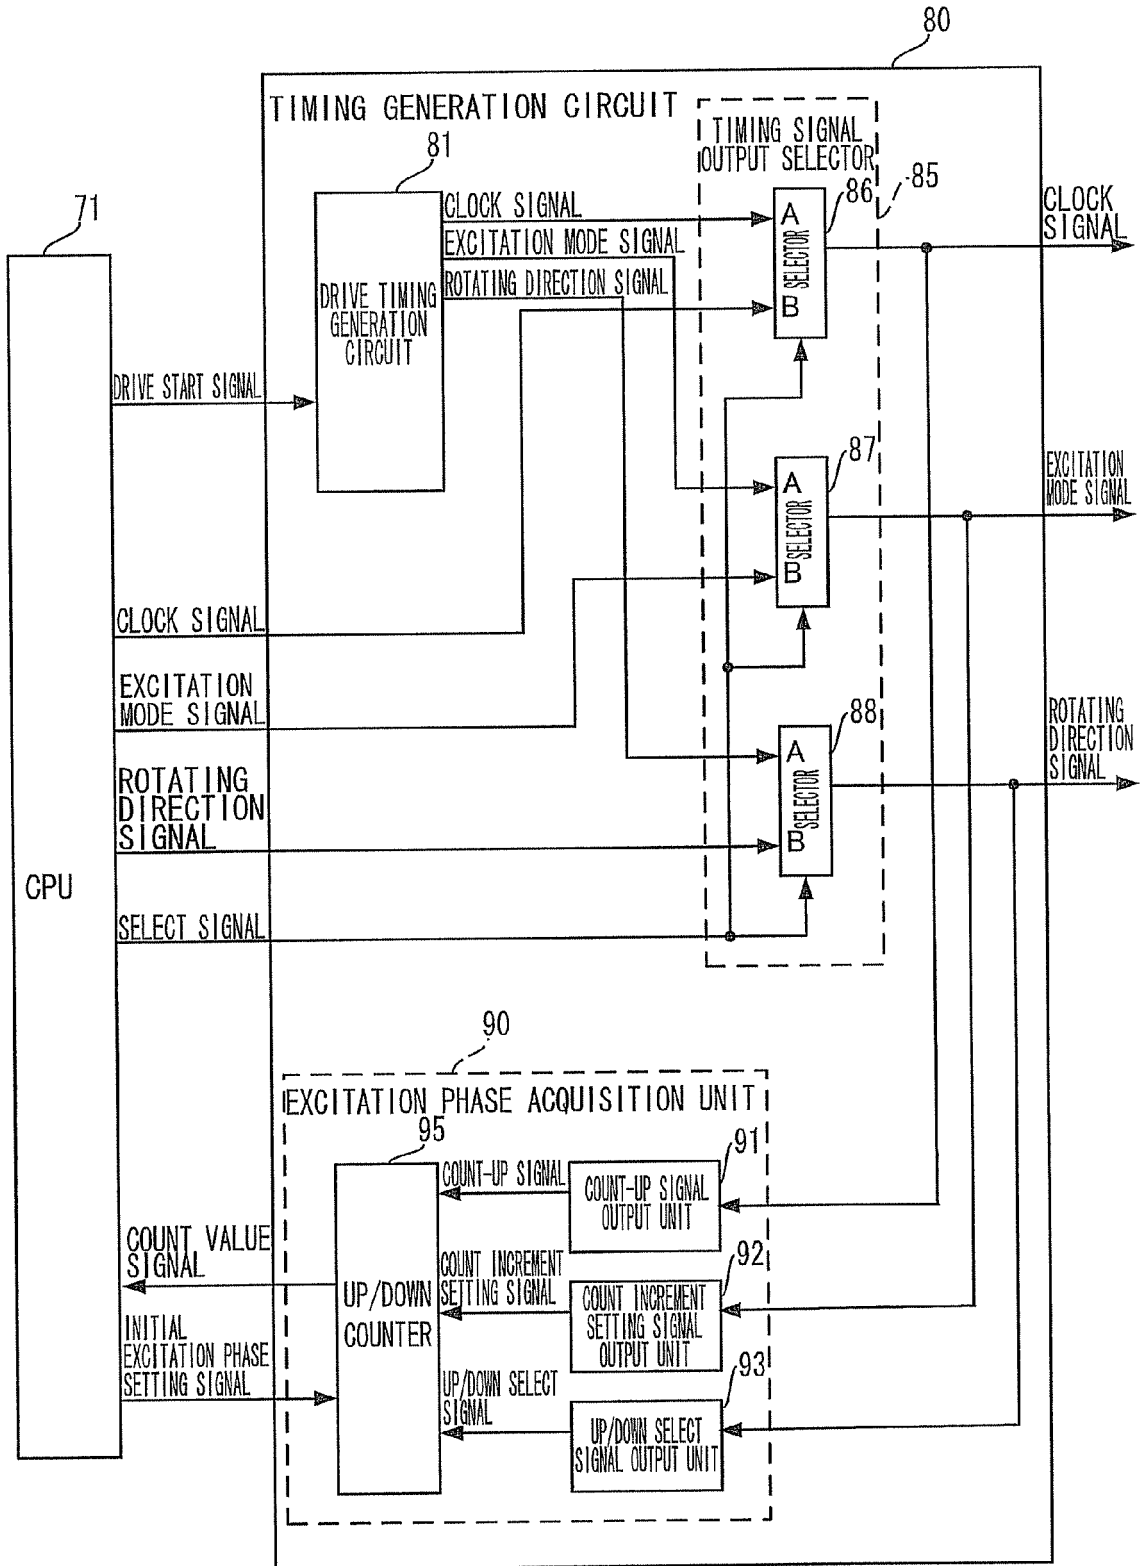 80
TIMING GENERATION CIRCUIT
TIMING SIGNAL
OUTPUT SELECTOR
81
85
71
86
CLOCK SIGNAL
EXCITATION MODE SIGNAL
ROTATING DIRECTION SIGNAL
A
SELECTOR
B
CLOCK
SIGNAL
DRIVE TIMING
GENERATION
CIRCUIT
DRIVE START SIGNAL
87
A
SELECTOR
B
EXCITATION
MODE SIGNAL
CLOCK SIGNAL
EXCITATION
MODE SIGNAL
88
A
SELECTOR
B
ROTATING
DIRECTION
SIGNAL
ROTATING
DIRECTION
SIGNAL
CPU
SELECT SIGNAL
90
EXCITATION PHASE ACQUISITION UNIT
95
91
COUNT-UP SIGNAL
COUNT-UP SIGNAL
OUTPUT UNIT
COUNT VALUE
SIGNAL
92
COUNT INCREMENT
SETTING SIGNAL
COUNT INCREMENT
SETTING SIGNAL
OUTPUT UNIT
UP/DOWN
COUNTER
INITIAL
EXCITATION PHASE
SETTING SIGNAL
93
UP/DOWN SELECT
SIGNAL
UP/DOWN SELECT
SIGNAL OUTPUT UNIT